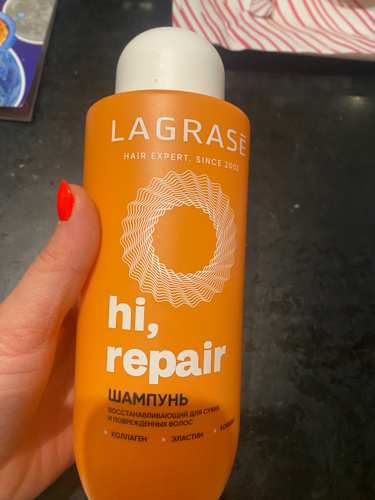 LAGRASE
HAIR EXPERT. SINCE 2003
hi,
repair
ШАМПУНЬ
ВОССТАНАВЛИВАЮЩИЙ ДЛЯ СУХИХ
И ПОВРЕЖДЕННЫХ ВОЛОС
• КОЛЛАГЕН • ЭЛАСТИН •